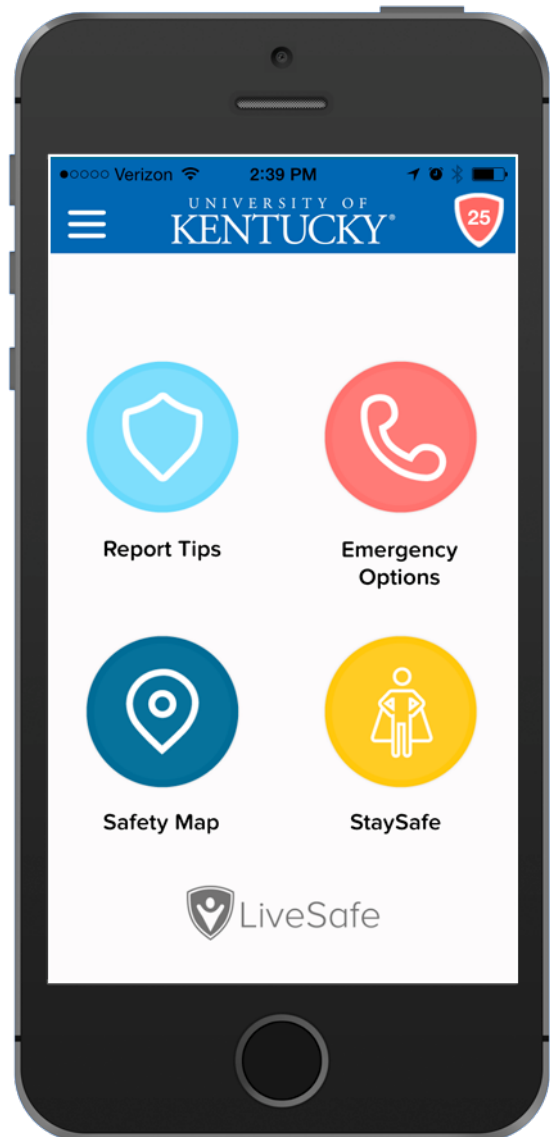 ●○○○○ Verizon 2:39 PM
UNIVERSITY OF
KENTUCKY®
25
Report Tips
Emergency
Options
Safety Map
StaySafe
LiveSafe